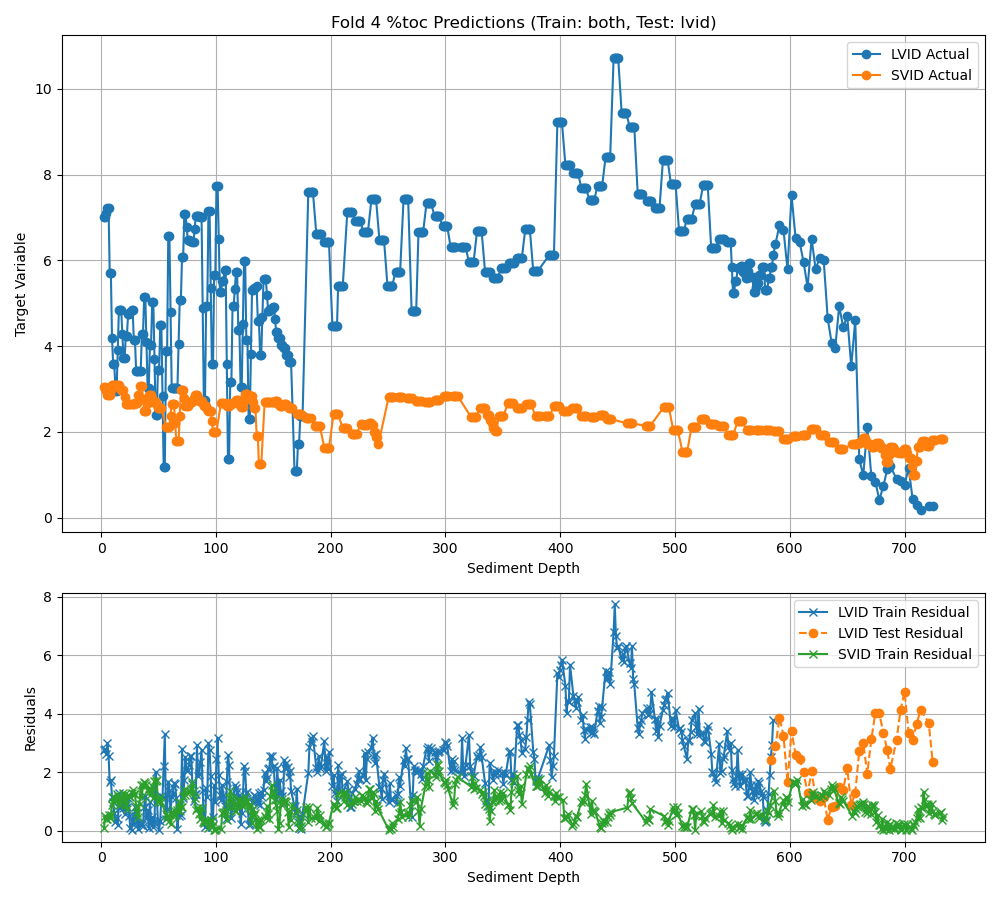 Fold 4 %toc Predictions (Train: both, Test: lvid)
LVID Actual
SVID Actual
Target Variable
10
8
6
4
2
0
0 100 200 300 400 500 600 700
Sediment Depth
LVID Train Residual
LVID Test Residual
SVID Train Residual
Residuals
8
6
4
2
0
0 100 200 300 400 500 600 700
Sediment Depth